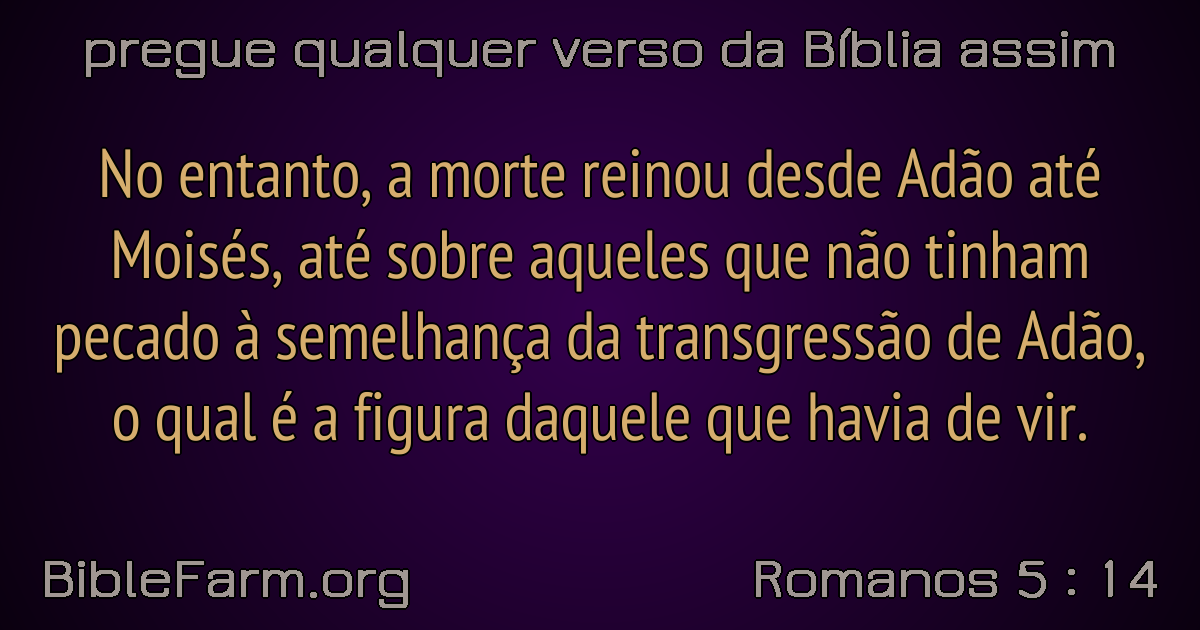 pregue qualquer verso da Bíblia assim
No entanto, a morte reinou desde Adão até
Moisés, até sobre aqueles que não tinham
pecado à semelhança da transgressão de Adão,
o qual é a figura daquele que havia de vir.
BibleFarm.org
Romanos 5 : 14